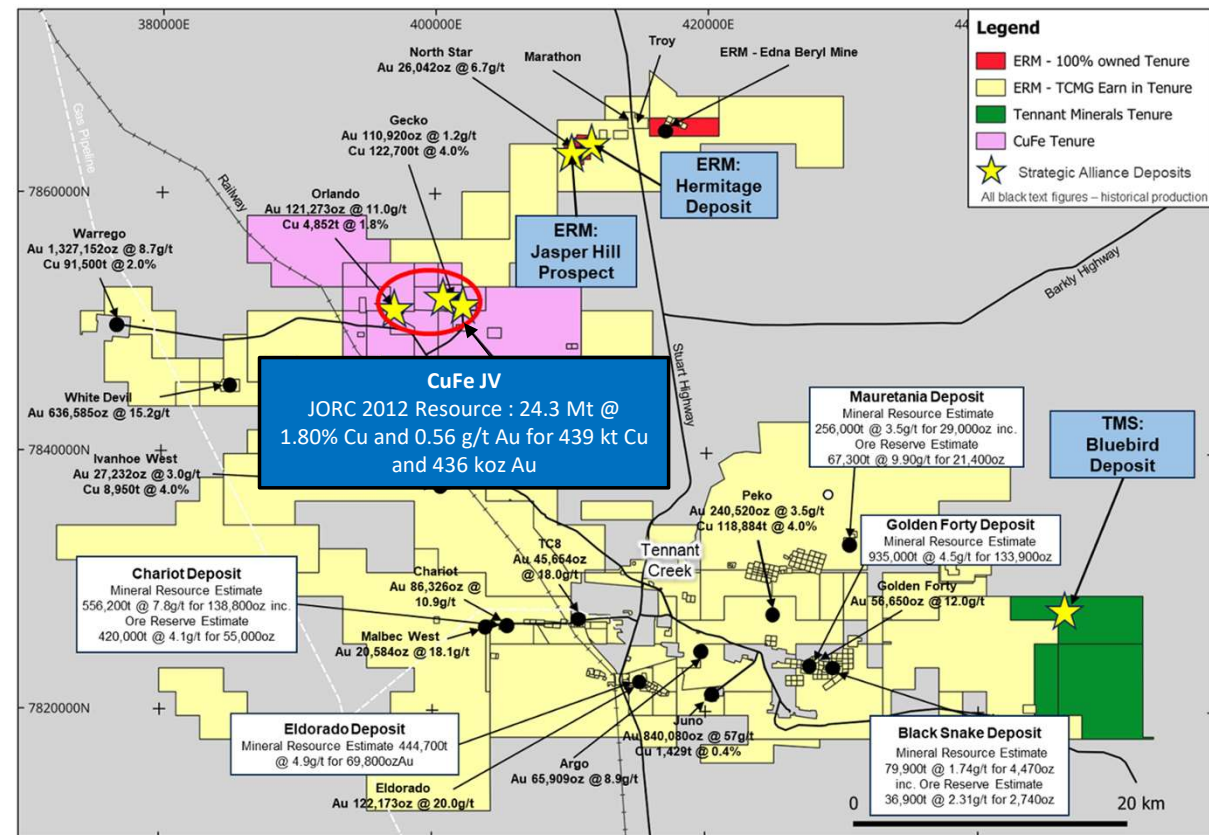 380000E
400000E
420000E
44
7860000N
7840000N
7820000N
Legend
ERM - 100% owned Tenure
ERM - TCMG Earn in Tenure
Tennant Minerals Tenure
CuFe Tenure
Strategic Alliance Deposits
All black text figures – historical production
North Star
Au 26,042oz @ 6.7g/t
Marathon
Troy
ERM - Edna Beryl Mine
Gas Pipeline
Railway
Gecko
Au 110,920oz @ 1.2g/t
Cu 122,700t @ 4.0%
Orlando
Au 121,273oz @ 11.0g/t
Cu 4,852t @ 1.8%
ERM:
Hermitage
Deposit
ERM:
Jasper Hill
Prospect
Warrego
Au 1,327,152oz @ 8.7g/t
Cu 91,500t @ 2.0%
Barkly Highway
Stuart Highway
CuFe JV
JORC 2012 Resource : 24.3 Mt @
1.80% Cu and 0.56 g/t Au for 439 kt Cu
and 436 koz Au
White Devil
Au 636,585oz @ 15.2g/t
Ivanhoe West
Au 27,232oz @ 3.0g/t
Cu 8,950t @ 4.0%
Mauretania Deposit
Mineral Resource Estimate
256,000t @ 3.5g/t for 29,000oz inc.
Ore Reserve Estimate
67,300t @ 9.90g/t for 21,400oz
TMS:
Bluebird
Deposit
Peko
Au 240,520oz @ 3.5g/t
Cu 118,884t @ 4.0%
Golden Forty Deposit
Mineral Resource Estimate
935,000t @ 4.5g/t for 133,900oz
Tennant
Creek
TC8
Au 45,664oz
@ 18.0g/t
Chariot Deposit
Mineral Resource Estimate
556,200t @ 7.8g/t for 138,800oz inc.
Ore Reserve Estimate
420,000t @ 4.1g/t for 55,000oz
Chariot
Au 86,326oz @
10.9g/t
Golden Forty
Au 56,650oz @ 12.0g/t
Malbec West
Au 20,584oz @ 18.1g/t
Eldorado Deposit
Mineral Resource Estimate 444,700t
@ 4.9g/t for 69,800ozAu
Juno
Au 840,080oz @ 57g/t
Cu 1,429t @ 0.4%
Argo
Au 65,909oz @ 8.9g/t
Eldorado
Au 122,173oz @ 20.0g/t
Black Snake Deposit
Mineral Resource Estimate
79,900t @ 1.74g/t for 4,470oz
inc. Ore Reserve Estimate
36,900t @ 2.31g/t for 2,740oz
0
20 km